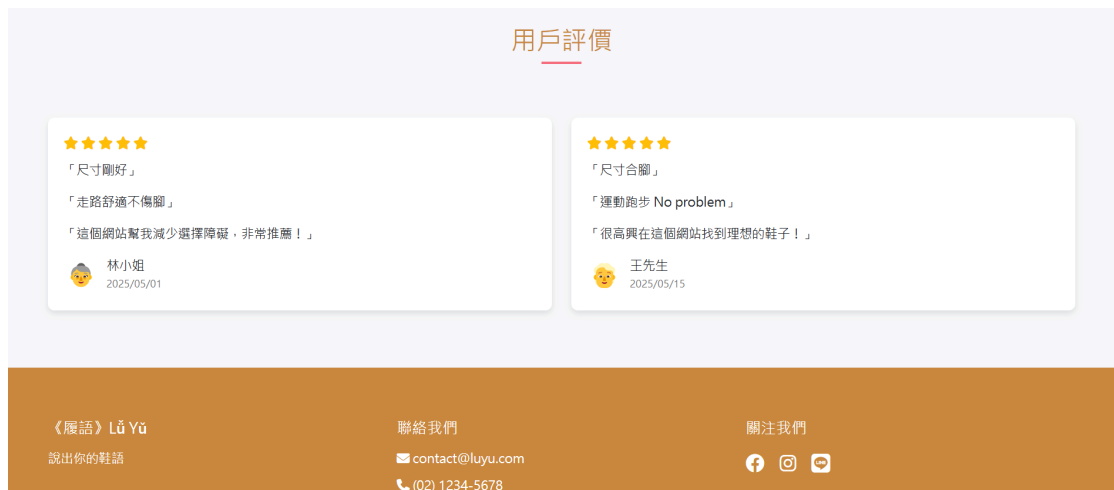 用戶評價
「尺寸剛好」
「走路舒適不傷腳」
「這個網站幫我減少選擇障礙，非常推薦！」
林小姐
2025/05/01
「尺寸合腳」
「運動跑步 No problem」
「很高興在這個網站找到理想的鞋子！」
王先生
2025/05/15
《履語》Lǚ Yǔ
說出你的鞋語
聯絡我們
contact@luyu.com
(02) 1234-5678
關注我們
LINE